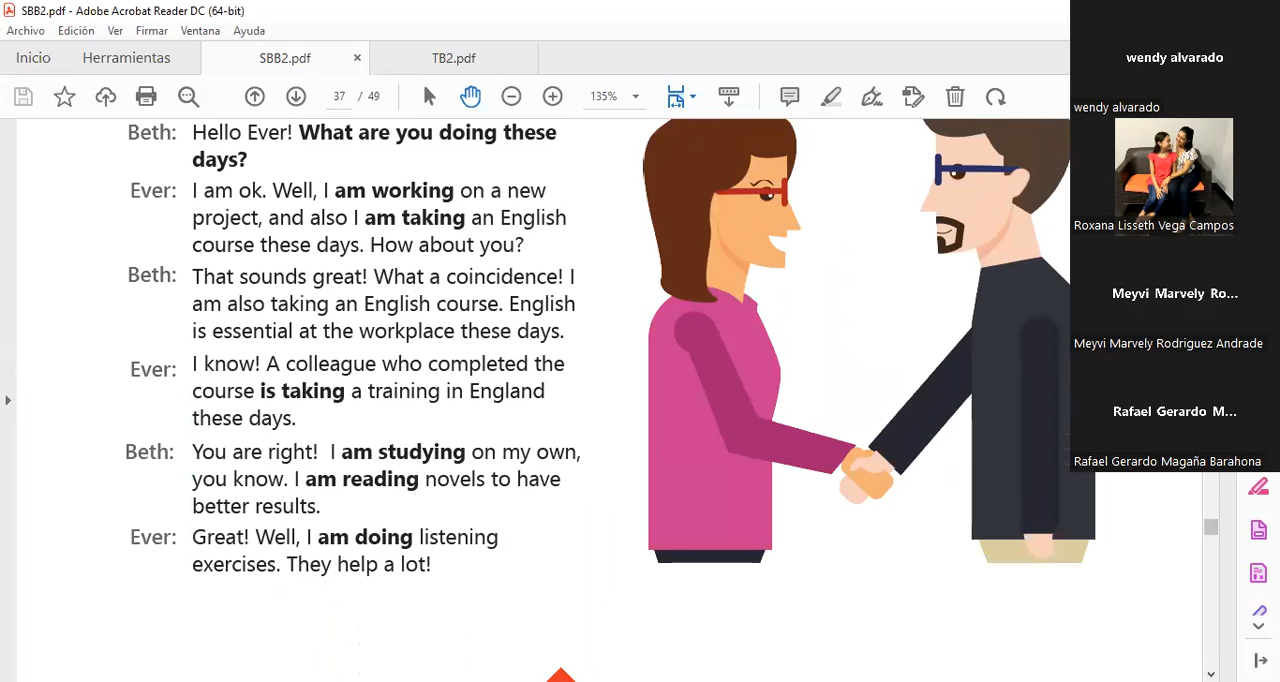 SBB2.pdf - Adobe Acrobat Reader DC (64-bit)
Archivo Edición Ver Firmar Ventana Ayuda
Inicio Herramientas SBB2.pdf × TB2.pdf
37 / 49 135%
Beth: Hello Ever! What are you doing these
days?
Ever: I am ok. Well, I am working on a new
project, and also I am taking an English
course these days. How about you?
Beth: That sounds great! What a coincidence! I
am also taking an English course. English
is essential at the workplace these days.
Ever: I know! A colleague who completed the
course is taking a training in England
these days.
Beth: You are right! I am studying on my own,
you know. I am reading novels to have
better results.
Ever: Great! Well, I am doing listening
exercises. They help a lot!
wendy alvarado
wendy alvarado
Roxana Lisseth Vega Campos
Meyvi Marvely Ro...
Meyvi Marvely Rodriguez Andrade
Rafael Gerardo M...
Rafael Gerardo Magaña Barahona